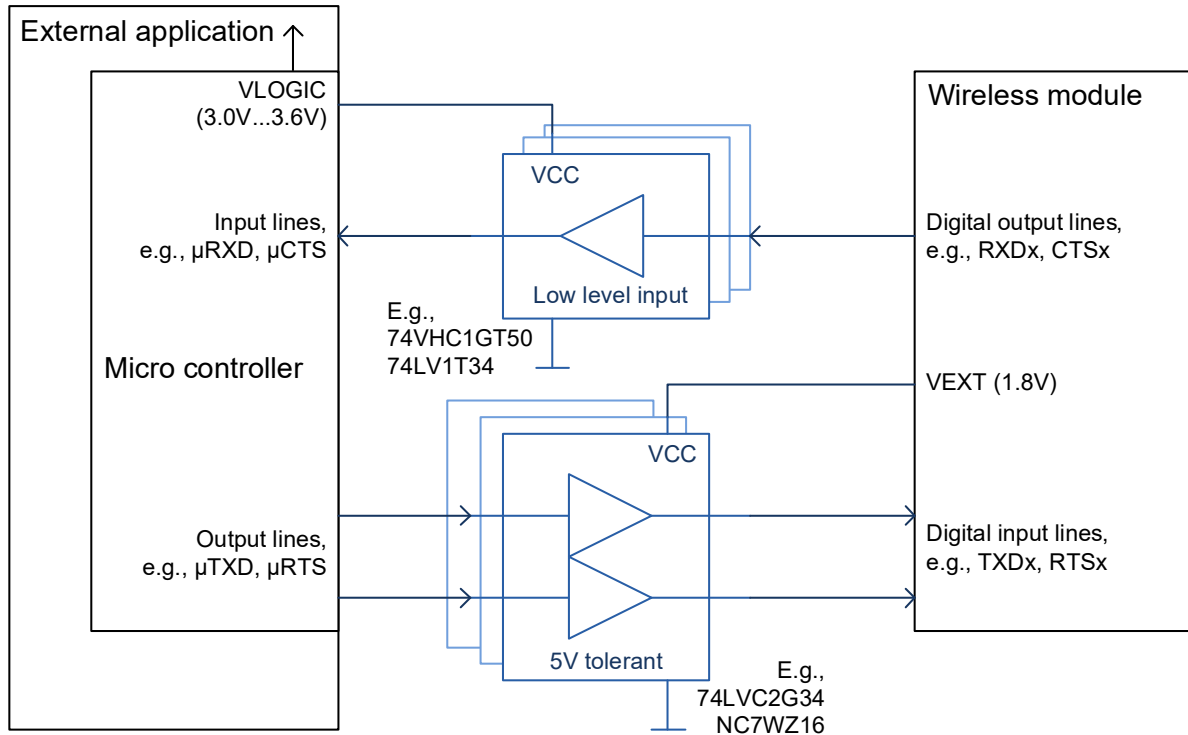 External application
VLOGIC
(3.0V...3.6V)
Wireless module
VCC
Input lines,
e.g., µRXD, µCTS
Digital output lines,
e.g., RXDx, CTSx
Low level input
E.g.,
74VHC1GT50
74LV1T34
Micro controller
VEXT (1.8V)
VCC
Output lines,
e.g., µTXD, µRTS
Digital input lines,
e.g., TXDx, RTSx
5V tolerant
E.g.,
74LVC2G34
NC7WZ16